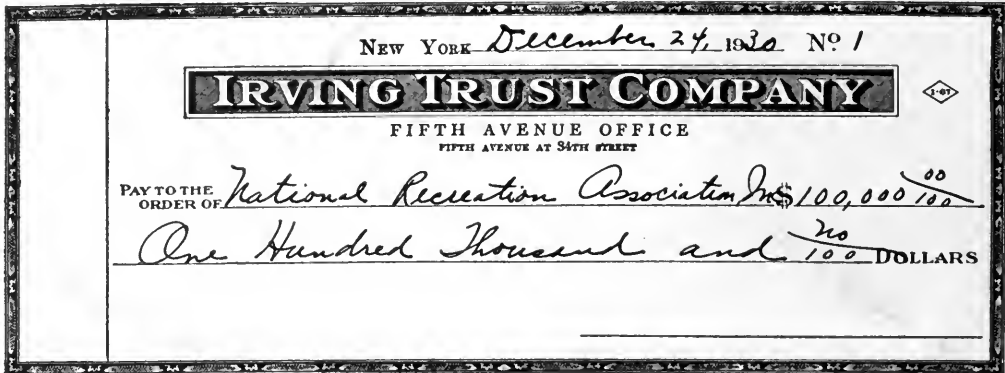 NEW YORK December 24, 1930 Nº 1
IRVING TRUST COMPANY
1-67
FIFTH AVENUE OFFICE
FIFTH AVENUE AT 34TH STREET
PAY TO THE ORDER OF National Recreation Association Inc $100,000 00/100
One Hundred Thousand and no/100 DOLLARS